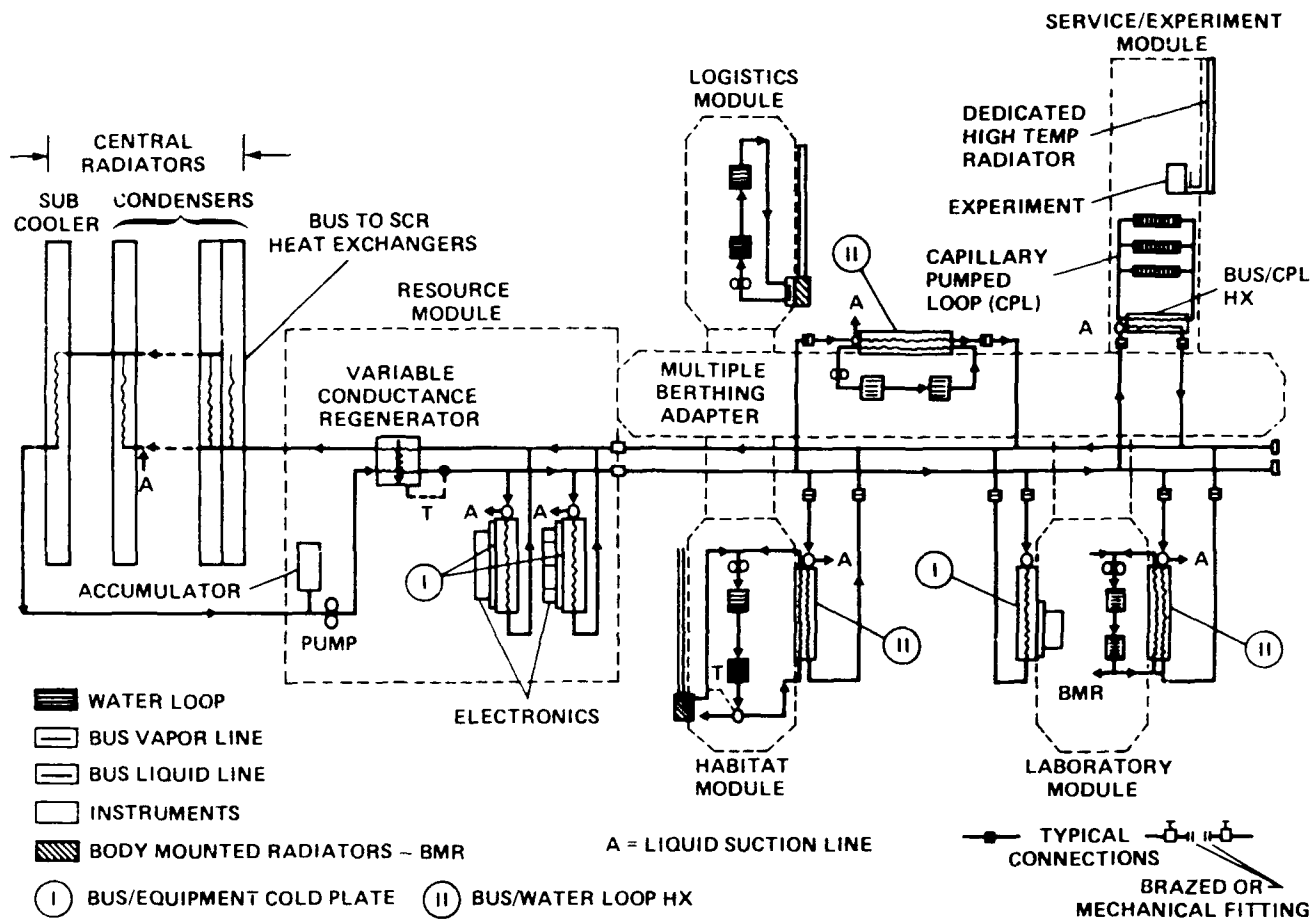 SERVICE/EXPERIMENT
MODULE
LOGISTICS
MODULE
DEDICATED
HIGH TEMP
RADIATOR
EXPERIMENT
CENTRAL
RADIATORS
SUB
COOLER
CONDENSERS
BUS TO SCR
HEAT EXCHANGERS
RESOURCE
MODULE
II
A
CAPILLARY
PUMPED
LOOP (CPL)
BUS/CPL
HX
A
VARIABLE
CONDUCTANCE
REGENERATOR
MULTIPLE
BERTHING
ADAPTER
A
T
A
A
I
ACCUMULATOR
PUMP
ELECTRONICS
A
II
T
HABITAT
MODULE
I
A
II
BMR
LABORATORY
MODULE
WATER LOOP
BUS VAPOR LINE
BUS LIQUID LINE
INSTRUMENTS
BODY MOUNTED RADIATORS – BMR
A = LIQUID SUCTION LINE
TYPICAL
CONNECTIONS
I BUS/EQUIPMENT COLD PLATE
II BUS/WATER LOOP HX
BRAZED OR
MECHANICAL FITTING